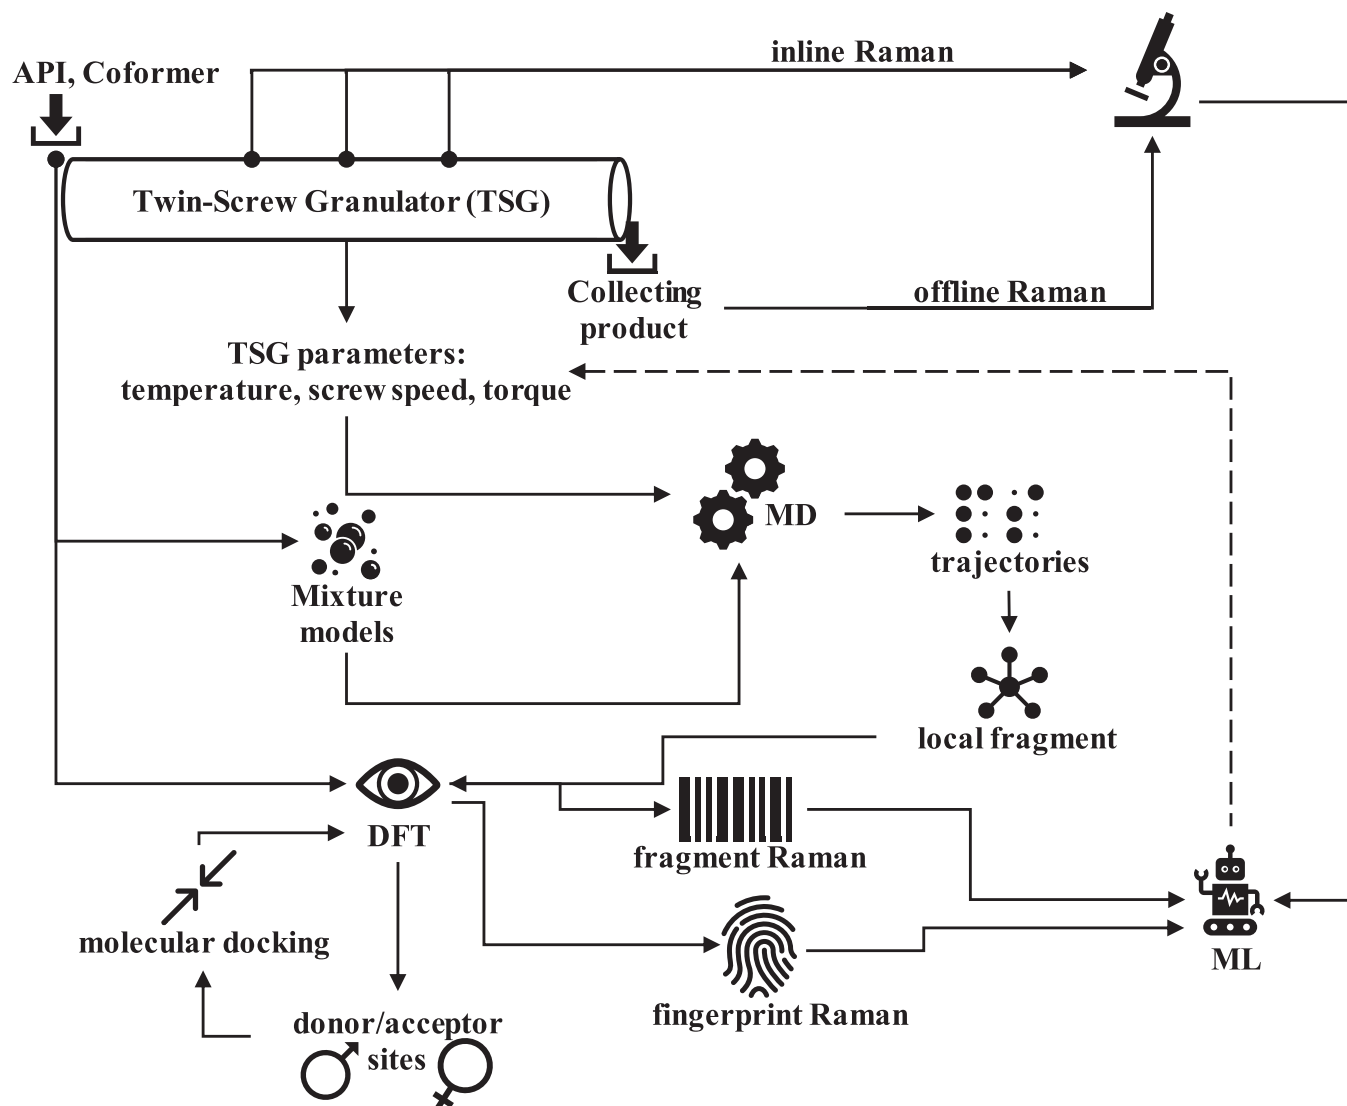 inline Raman
API, Coformer
Twin-Screw Granulator (TSG)
Collecting
product
offline Raman
TSG parameters:
temperature, screw speed, torque
MD
trajectories
Mixture
models
local fragment
DFT
fragment Raman
molecular docking
ML
fingerprint Raman
donor/acceptor
sites